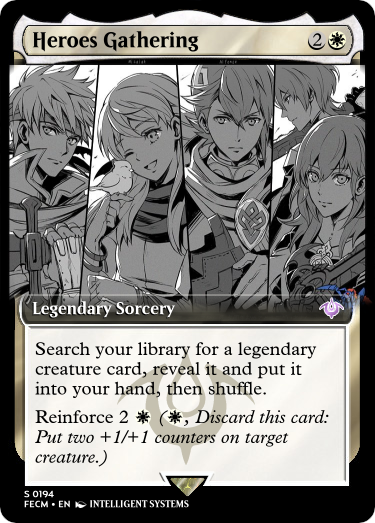 Heroes Gathering 2
Legendary Sorcery
Search your library for a legendary
creature card, reveal it and put it
into your hand, then shuffle.
Reinforce 2 (, Discard this card:
Put two +1/+1 counters on target
creature.)
S 0194
FECM • EN INTELLIGENT SYSTEMS